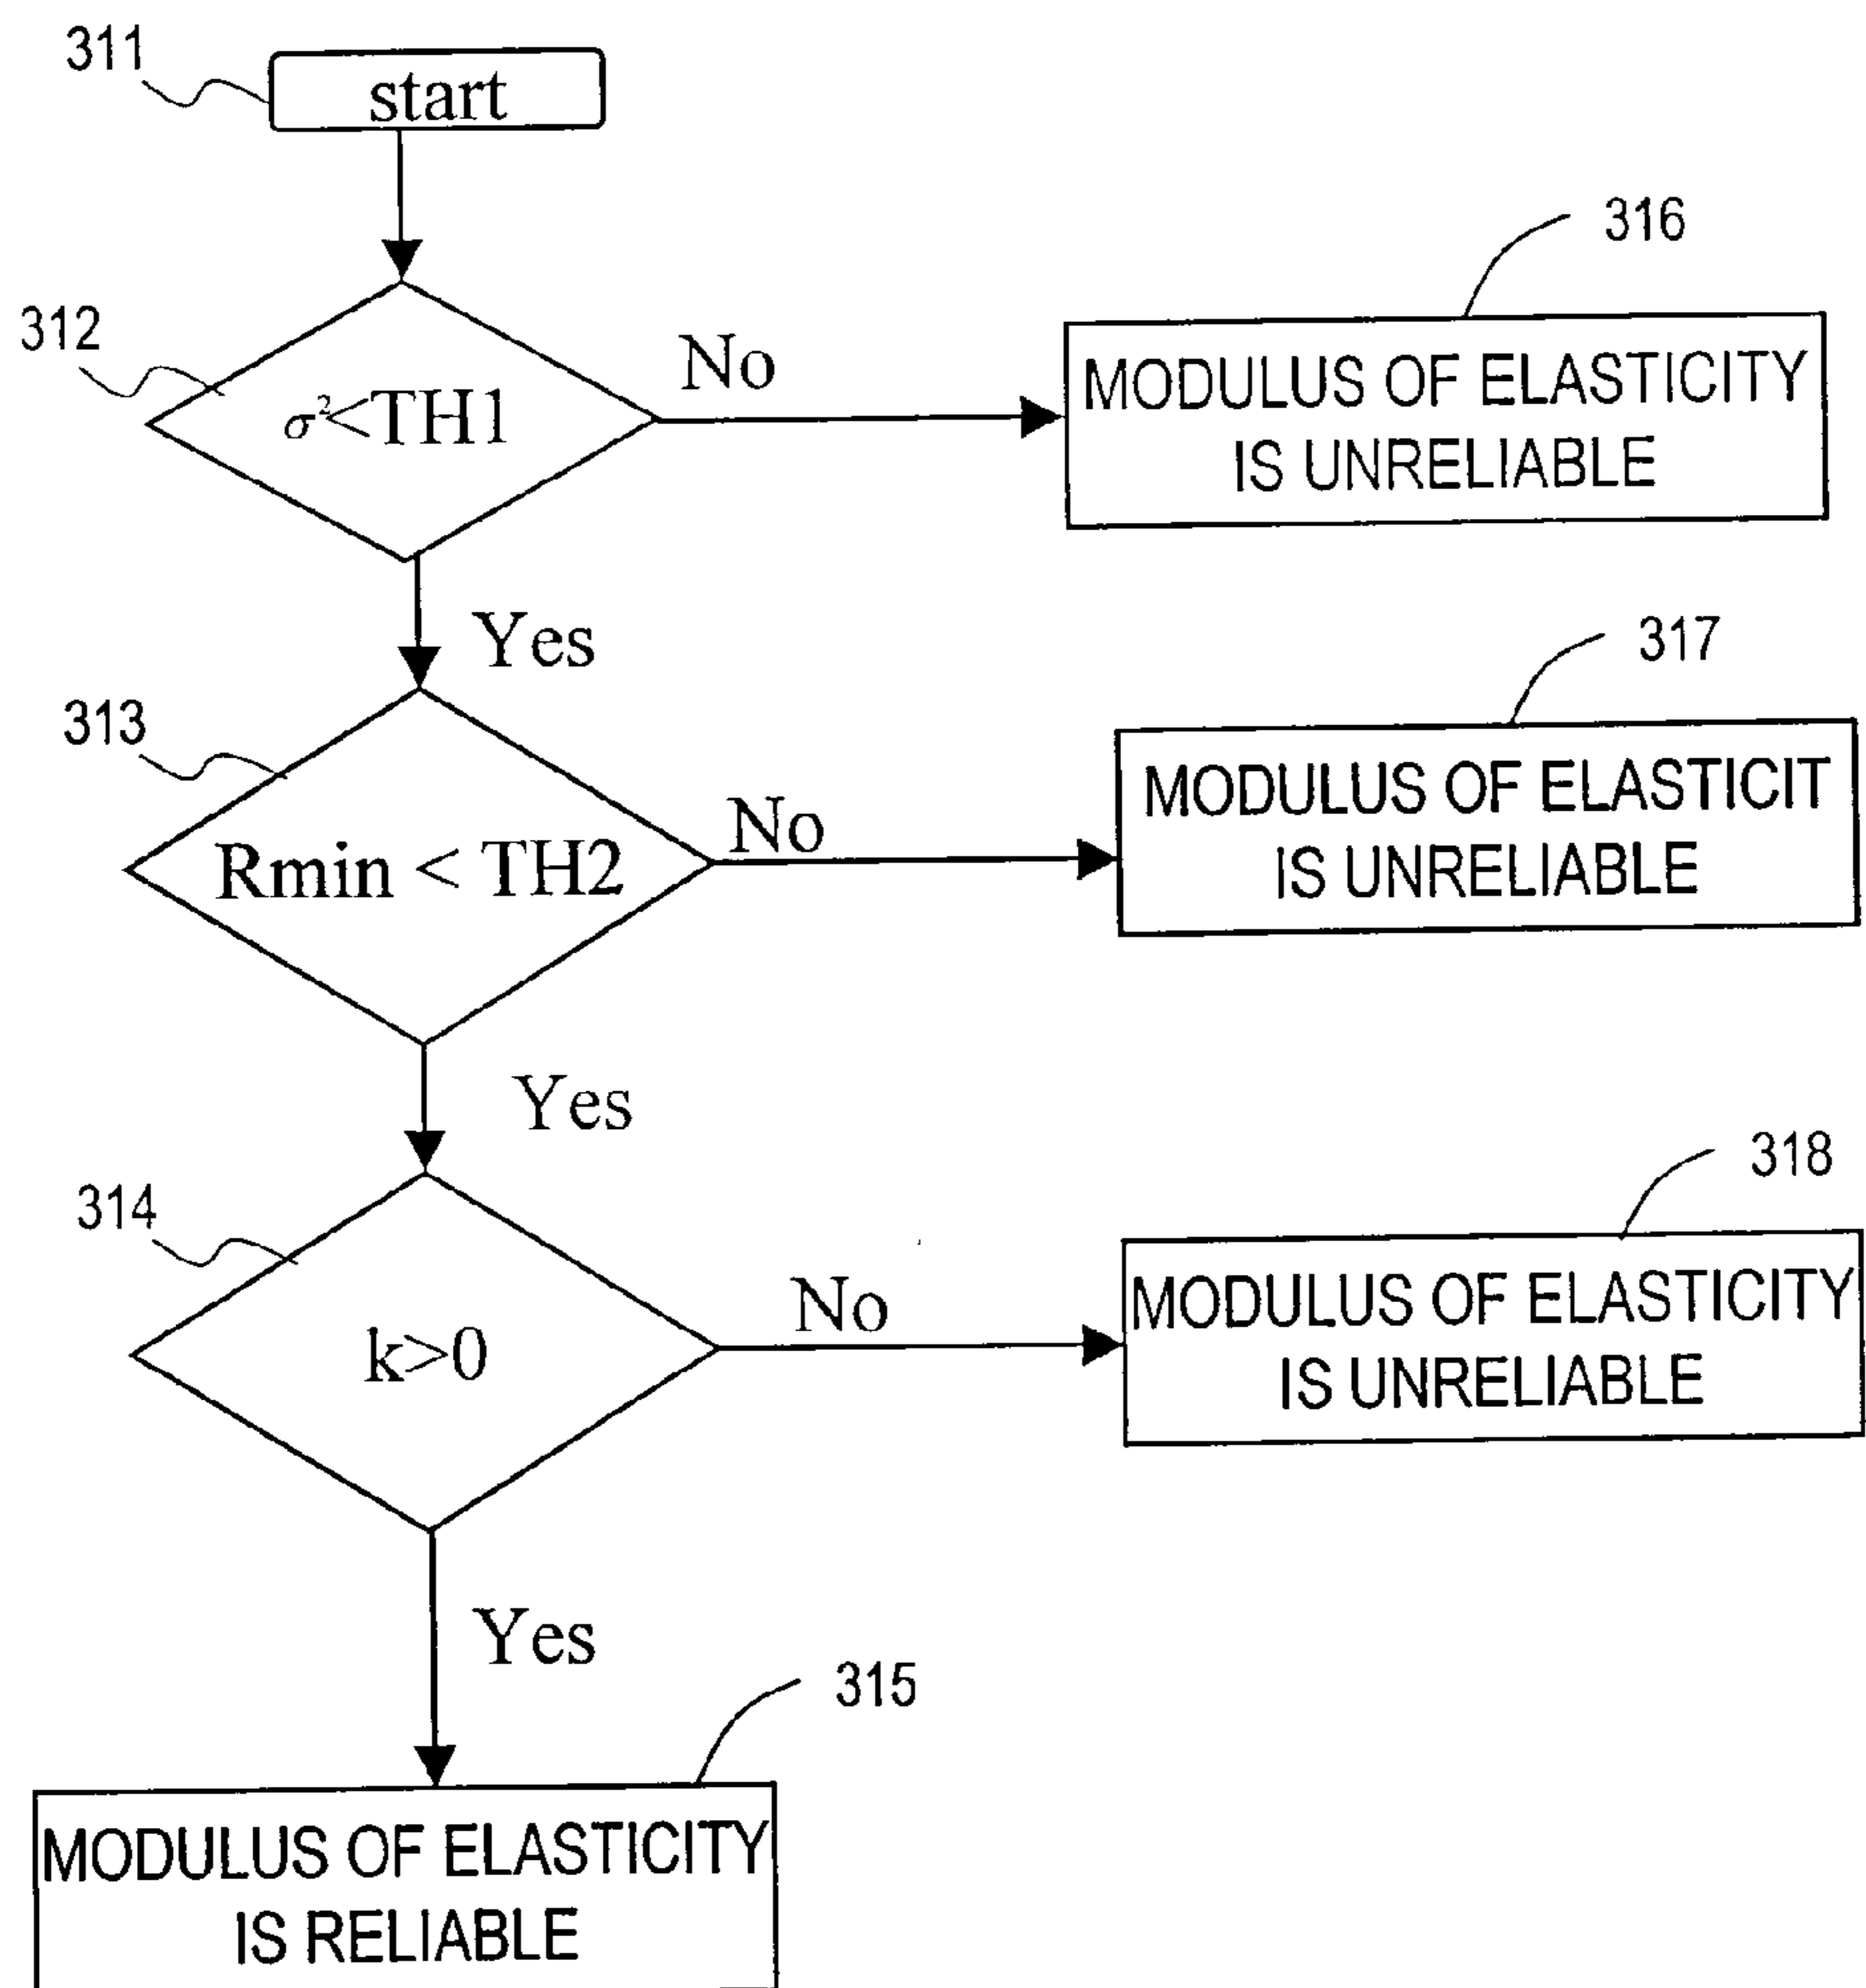 311
start
312
σ²<TH1
No
316
MODULUS OF ELASTICITY
IS UNRELIABLE
Yes
313
Rmin < TH2
No
317
MODULUS OF ELASTICIT
IS UNRELIABLE
Yes
314
k>0
No
318
MODULUS OF ELASTICITY
IS UNRELIABLE
Yes
315
MODULUS OF ELASTICITY
IS RELIABLE